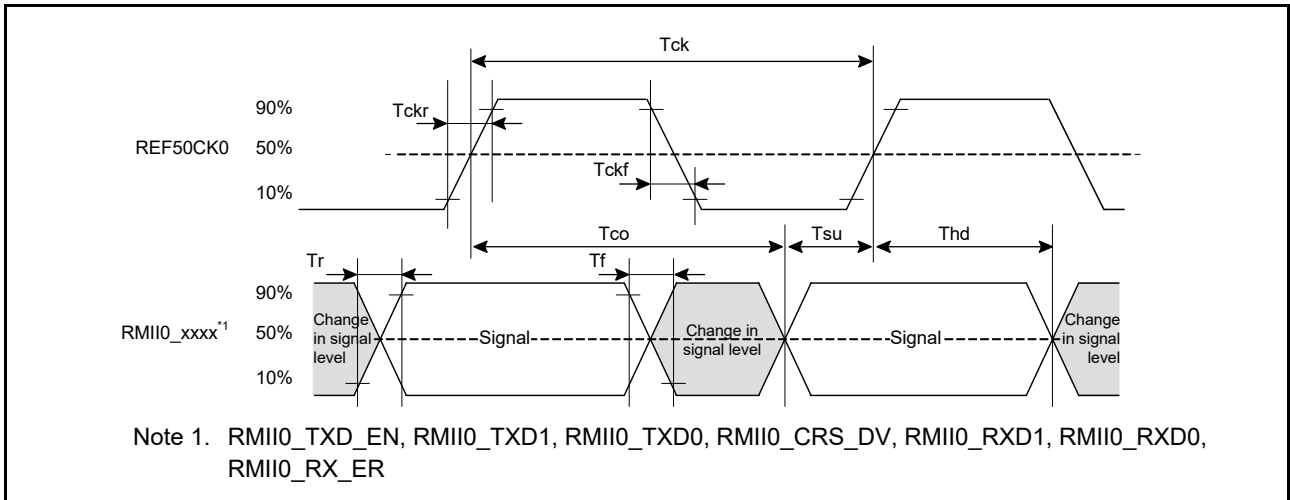 Tck
90%
Tckr
REF50CK0
50%
Tckf
10%
Tco
Tsu
Thd
Tr
Tf
90%
RMII0_xxxx*1
50%
Change
in signal
level
Signal
Change in
signal level
Signal
Change
in signal
level
10%
Note 1. RMII0_TXD_EN, RMII0_TXD1, RMII0_TXD0, RMII0_CRS_DV, RMII0_RXD1, RMII0_RXD0,
RMII0_RX_ER